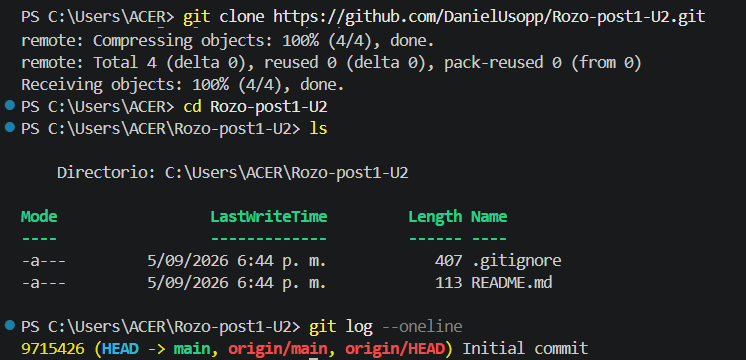 PS C:\Users\ACER> git clone https://github.com/DanielUsopp/Rozo-post1-U2.git
remote: Compressing objects: 100% (4/4), done.
remote: Total 4 (delta 0), reused 0 (delta 0), pack-reused 0 (from 0)
Receiving objects: 100% (4/4), done.
PS C:\Users\ACER> cd Rozo-post1-U2
PS C:\Users\ACER\Rozo-post1-U2> ls
Directorio: C:\Users\ACER\Rozo-post1-U2
Mode LastWriteTime Length Name
---- ------------- ------ ----
-a--- 5/09/2026 6:44 p. m. 407 .gitignore
-a--- 5/09/2026 6:44 p. m. 113 README.md
PS C:\Users\ACER\Rozo-post1-U2> git log --oneline
9715426 (HEAD -> main, origin/main, origin/HEAD) Initial commit